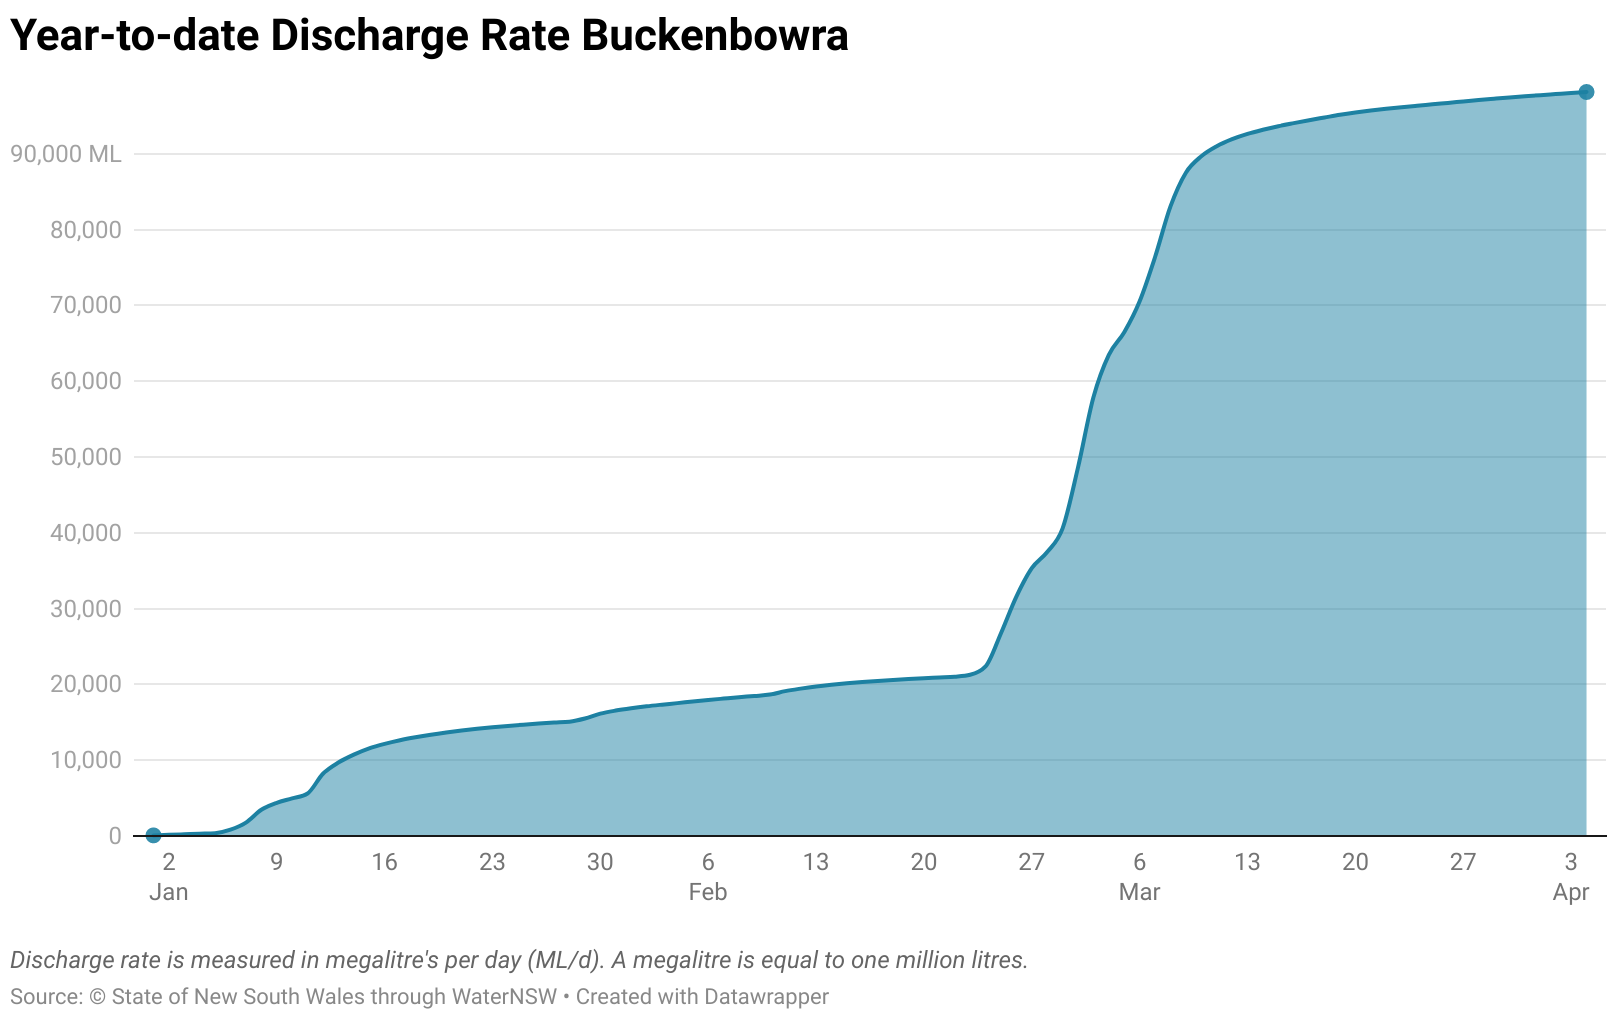 Year-to-date Discharge Rate Buckenbowra
90,000 ML
80,000
70,000
60,000
50,000
40,000
30,000
20,000
10,000
0
2 9 16 23 30 6 13 20 27 6 13 20 27 3
Jan Feb Mar Apr
Discharge rate is measured in megalitre's per day (ML/d). A megalitre is equal to one million litres.
Source: © State of New South Wales through WaterNSW • Created with Datawrapper